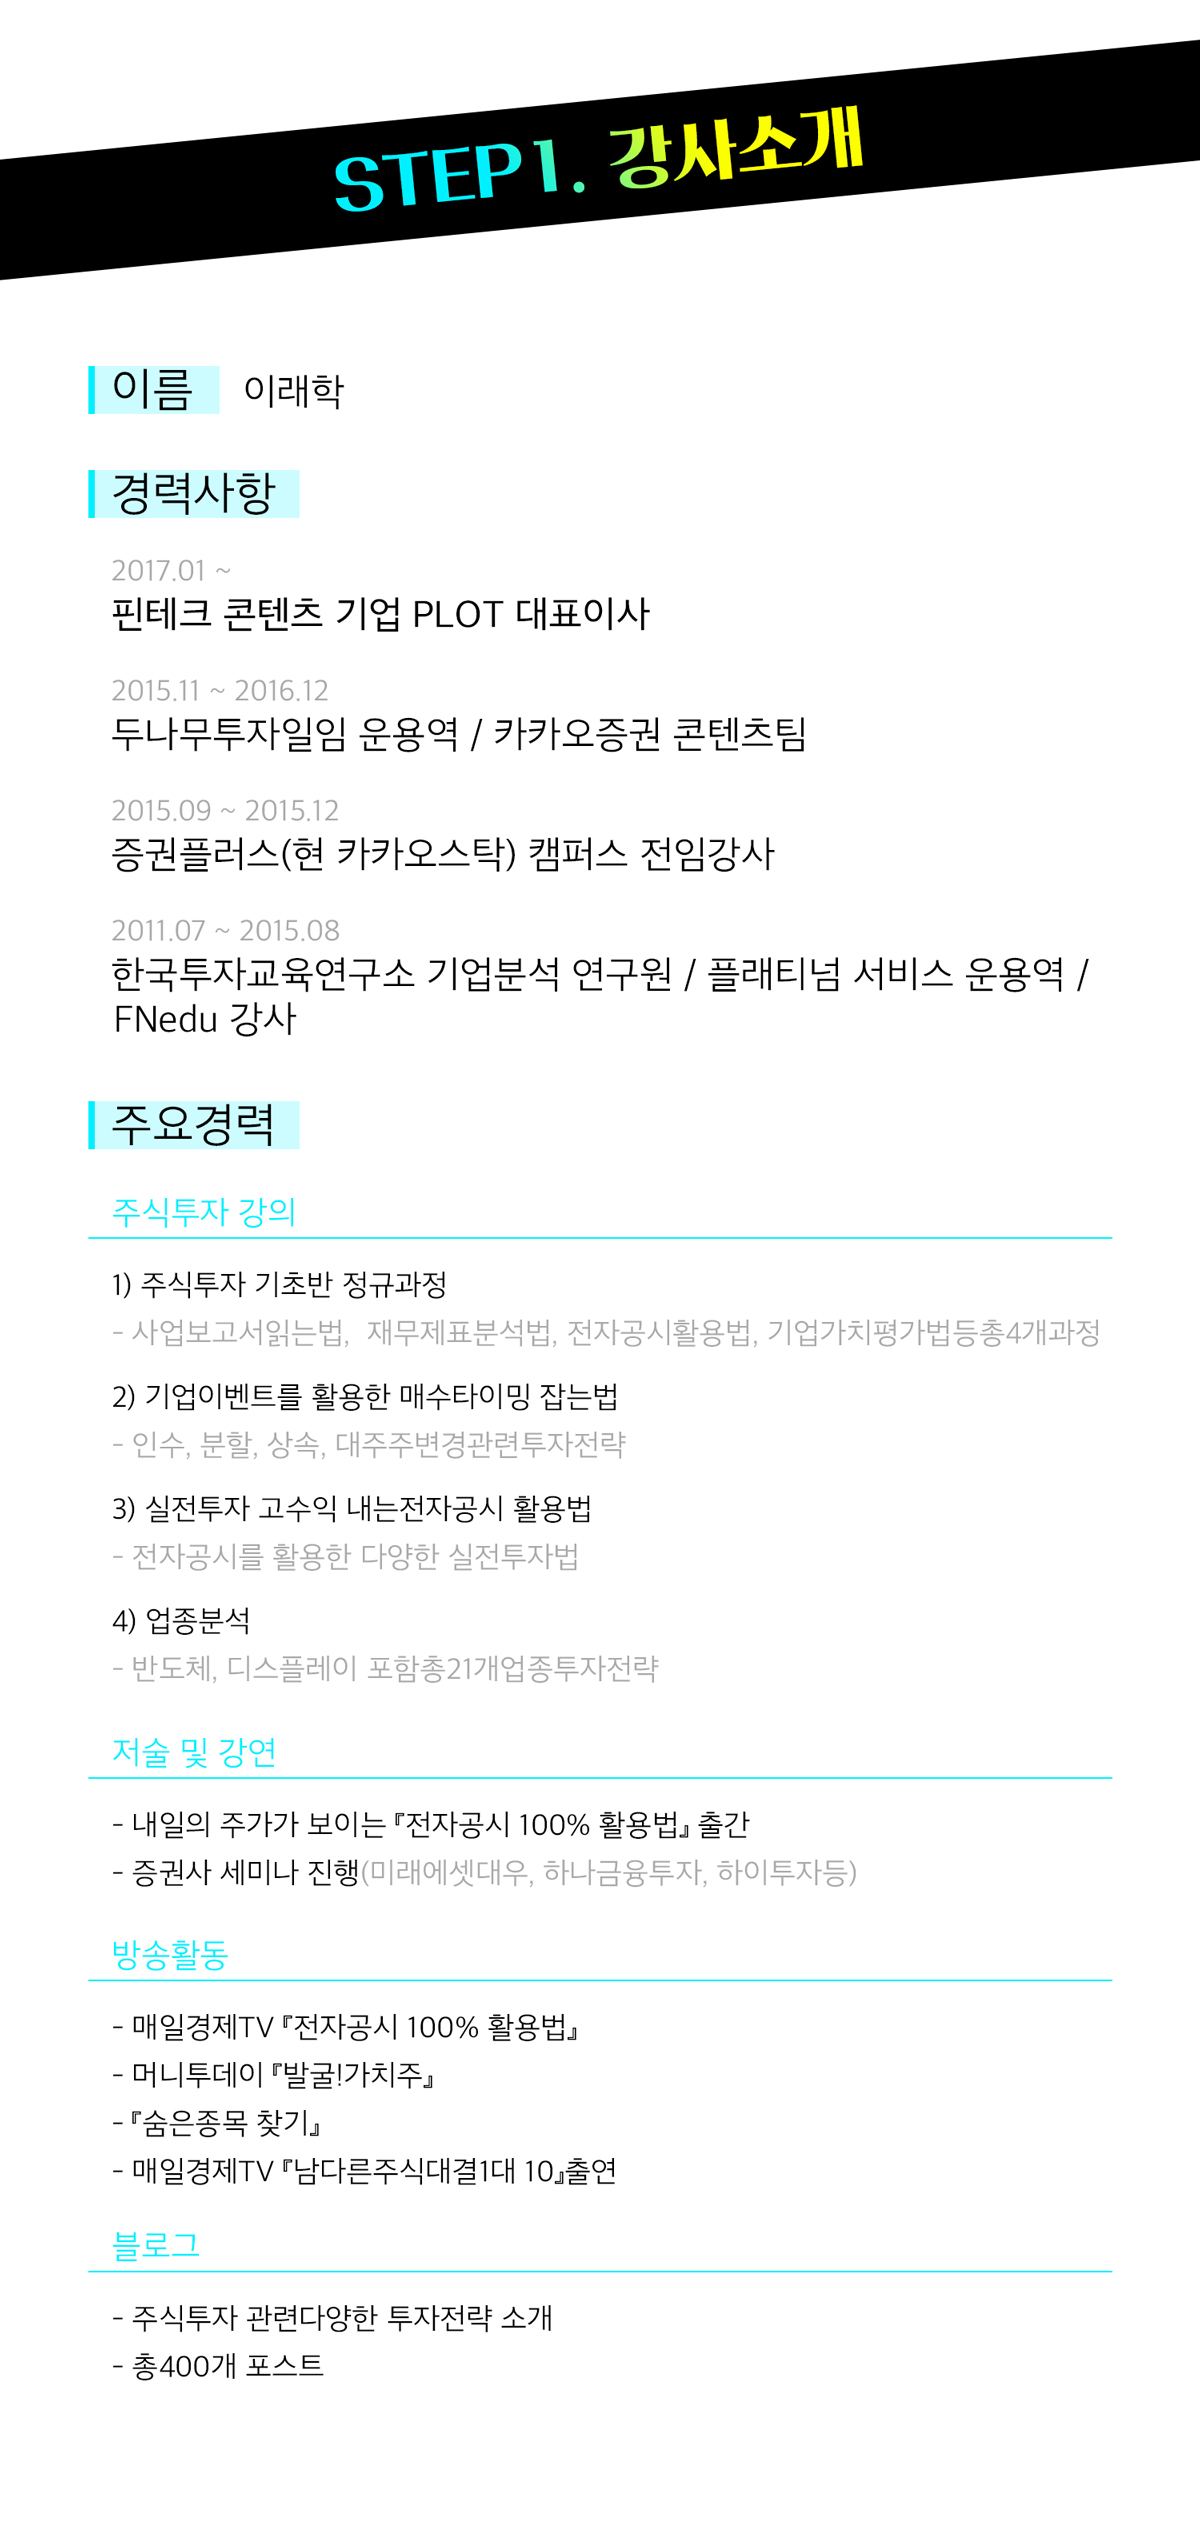 STEP1. 강사소개
이름 이래학
경력사항
2017.01 ~
핀테크 콘텐츠 기업 PLOT 대표이사
2015.11 ~ 2016.12
두나무투자일임 운용역 / 카카오증권 콘텐츠팀
2015.09 ~ 2015.12
증권플러스(현 카카오스탁) 캠퍼스 전임강사
2011.07 ~ 2015.08
한국투자교육연구소 기업분석 연구원 / 플래티넘 서비스 운용역 /
FNedu 강사
주요경력
주식투자 강의
1) 주식투자 기초반 정규과정
- 사업보고서읽는법, 재무제표분석법, 전자공시활용법, 기업가치평가법등총4개과정
2) 기업이벤트를 활용한 매수타이밍 잡는법
- 인수, 분할, 상속, 대주주변경관련투자전략
3) 실전투자 고수익 내는전자공시 활용법
- 전자공시를 활용한 다양한 실전투자법
4) 업종분석
- 반도체, 디스플레이 포함총21개업종투자전략
저술 및 강연
- 내일의 주가가 보이는『전자공시 100% 활용법』 출간
- 증권사 세미나 진행(미래에셋대우, 하나금융투자, 하이투자등)
방송활동
- 매일경제TV『전자공시 100% 활용법』
- 머니투데이『발굴!가치주』
-『숨은종목 찾기』
- 매일경제TV『남다른주식대결1대 10』출연
블로그
- 주식투자 관련다양한 투자전략 소개
- 총400개 포스트